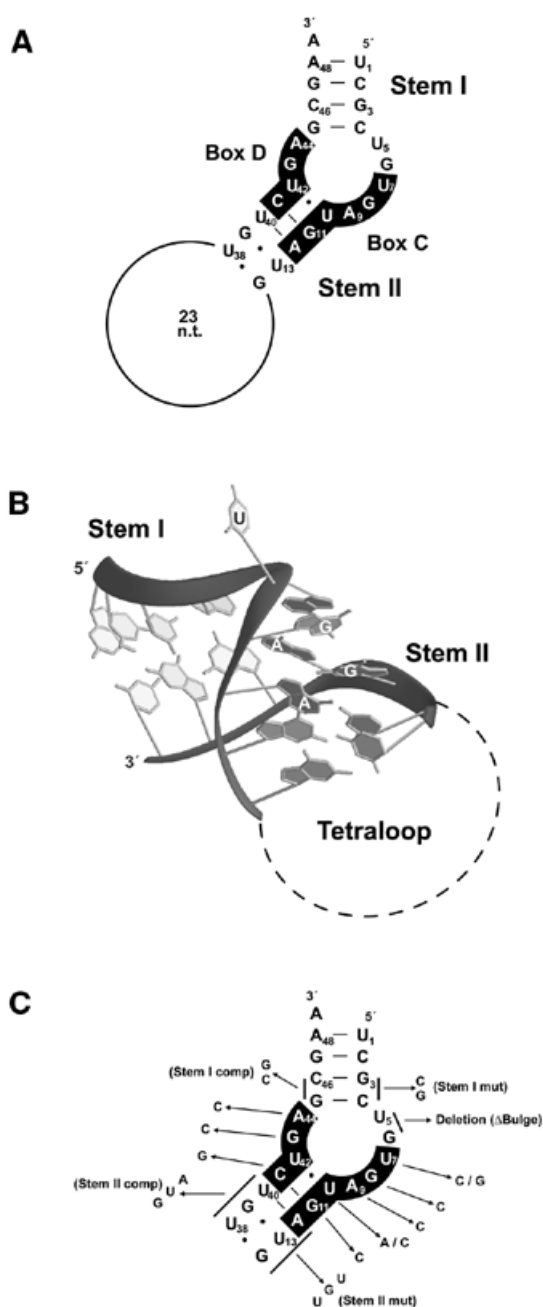 A
3´
5´
A
A48 – U1
G – C
C46 – G3
G – C
Stem I
U5
G
Box D
A44
G
U42
C
U7
G
A9
U
G11
A
Box C
U40
G
U38
U13
G
Stem II
23
n.t.
B
Stem I
U
5´
G
A
Stem II
G
A
3´
Tetraloop
C
3´
5´
A
A48 – U1
G – C
C46 – G3
G – C
(Stem I comp)
G
C
C
G
(Stem I mut)
U5
G
Deletion (ΔBulge)
A44
G
U42
C
C
C
G
U7
G
A9
U
G11
A
C / G
C
C
A / C
C
(Stem II comp)
A
U
G
U40
G
U38
U13
G
U
G
U
(Stem II mut)